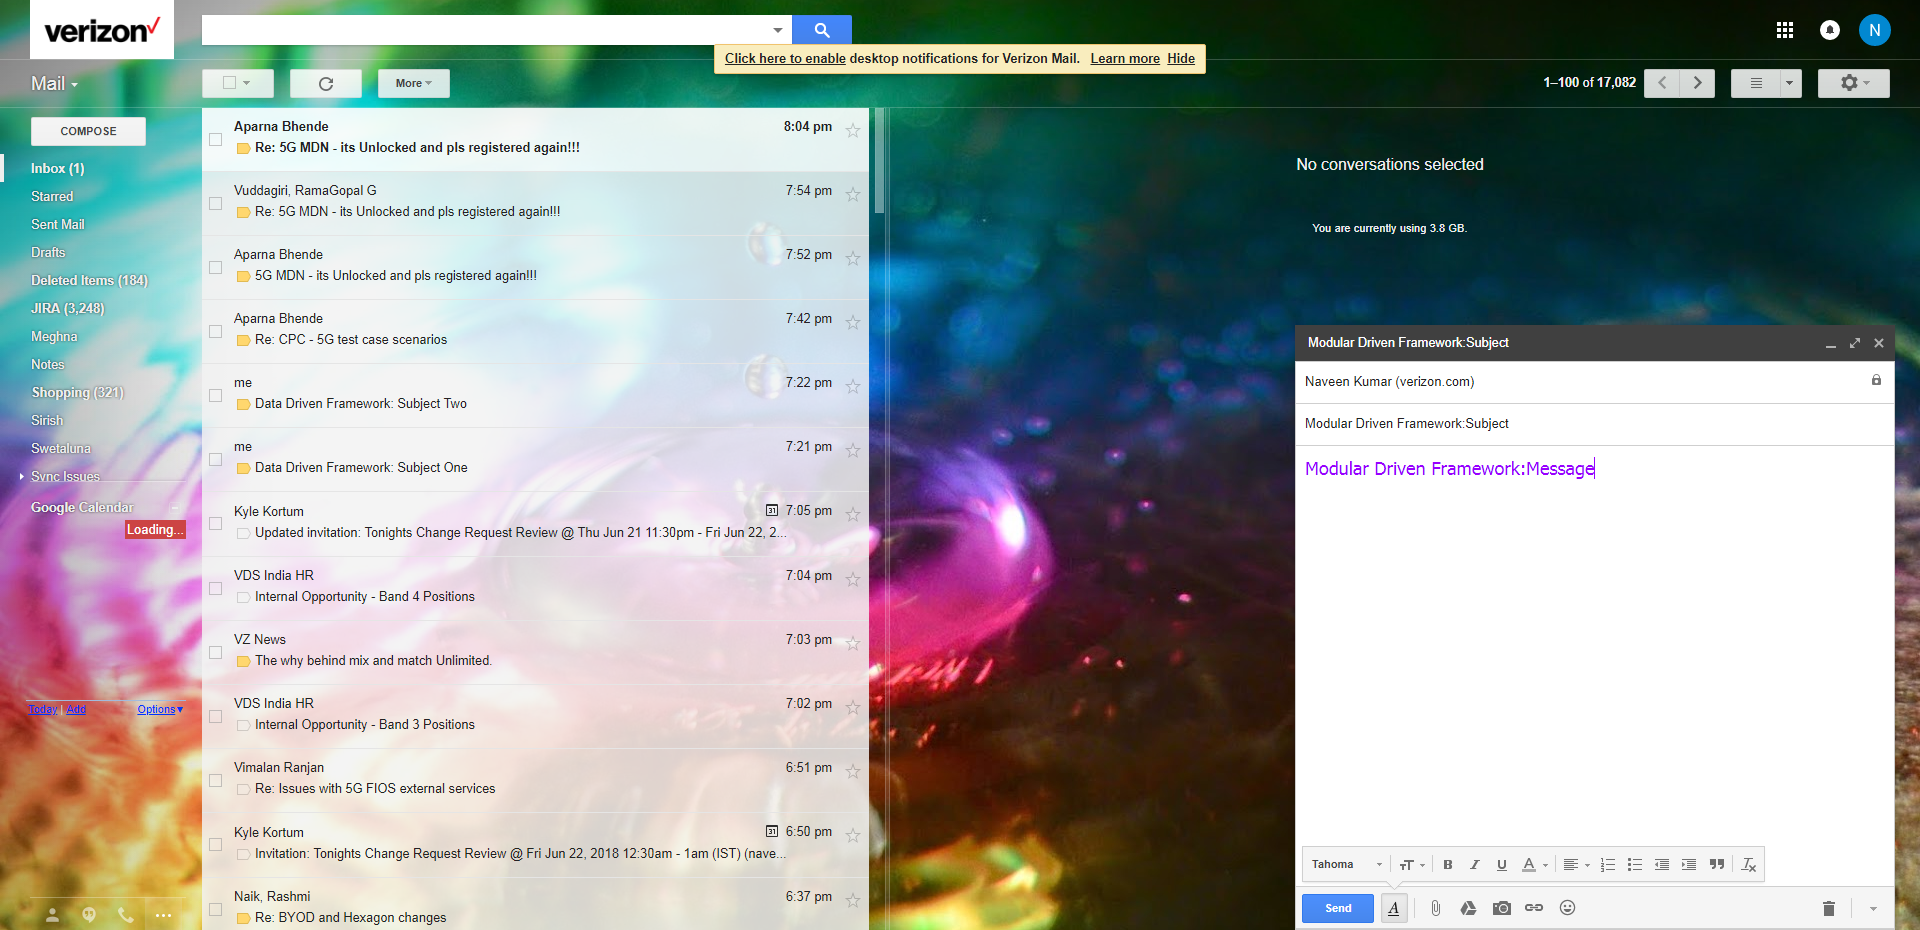 verizon
Click here to enable desktop notifications for Verizon Mail. Learn more Hide
N
Mail
More
1–100 of 17,082
COMPOSE
Inbox (1)
Starred
Sent Mail
Drafts
Deleted Items (184)
JIRA (3,248)
Meghna
Notes
Shopping (321)
Sirish
Swetaluna
Sync Issues
Google Calendar
Loading...
Today | Add Options
Aparna Bhende 8:04 pm
Re: 5G MDN - its Unlocked and pls registered again!!!
Vuddagiri, RamaGopal G 7:54 pm
Re: 5G MDN - its Unlocked and pls registered again!!!
Aparna Bhende 7:52 pm
5G MDN - its Unlocked and pls registered again!!!
Aparna Bhende 7:42 pm
Re: CPC - 5G test case scenarios
me 7:22 pm
Data Driven Framework: Subject Two
me 7:21 pm
Data Driven Framework: Subject One
Kyle Kortum 31 7:05 pm
Updated invitation: Tonights Change Request Review @ Thu Jun 21 11:30pm - Fri Jun 22, 2...
VDS India HR 7:04 pm
Internal Opportunity - Band 4 Positions
VZ News 7:03 pm
The why behind mix and match Unlimited.
VDS India HR 7:02 pm
Internal Opportunity - Band 3 Positions
Vimalan Ranjan 6:51 pm
Re: Issues with 5G FIOS external services
Kyle Kortum 31 6:50 pm
Invitation: Tonights Change Request Review @ Fri Jun 22, 2018 12:30am - 1am (IST) (nave...
Naik, Rashmi 6:37 pm
Re: BYOD and Hexagon changes
No conversations selected
You are currently using 3.8 GB.
Modular Driven Framework:Subject
Naveen Kumar (verizon.com)
Modular Driven Framework:Subject
Modular Driven Framework:Message
Tahoma
Send